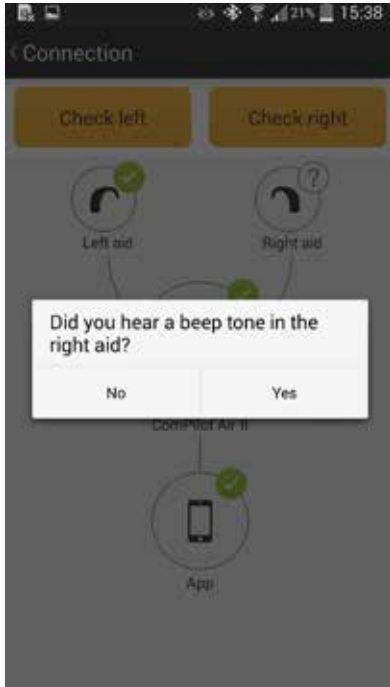 21% 15:38
Connection
Check left Check right
?
Left aid Right aid
Did you hear a beep tone in the
right aid?
No Yes
ComPilot Air II
App